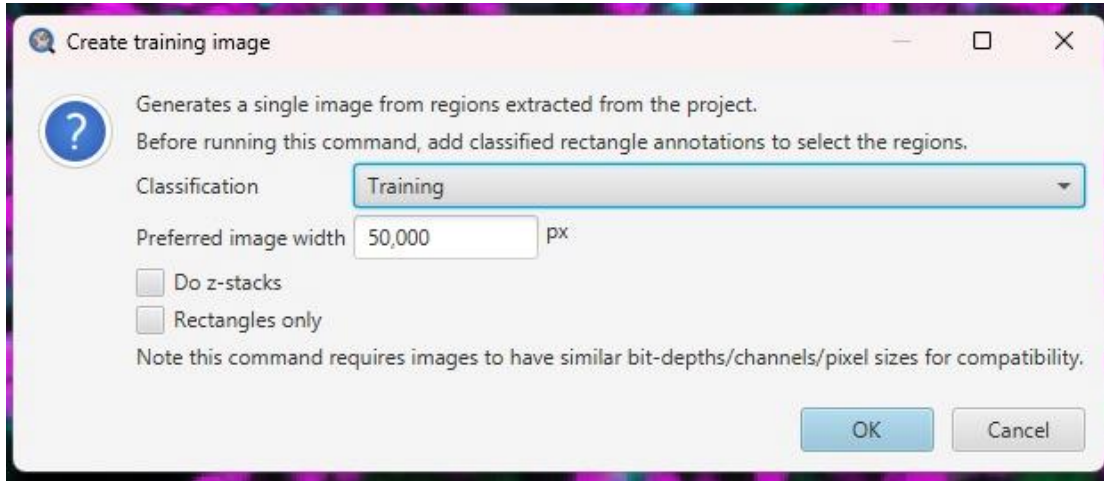 Create training image
Generates a single image from regions extracted from the project.
Before running this command, add classified rectangle annotations to select the regions.
Classification Training
Preferred image width 50,000 px
Do z-stacks
Rectangles only
Note this command requires images to have similar bit-depths/channels/pixel sizes for compatibility.
OK Cancel